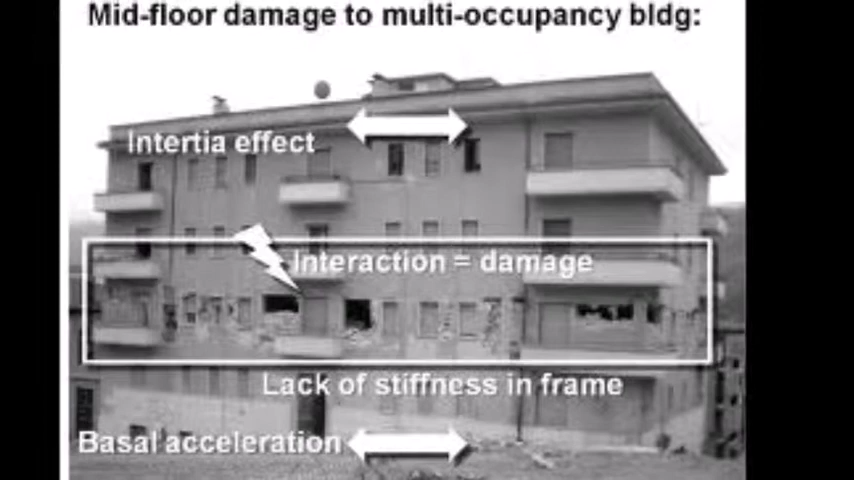 Mid-floor damage to multi-occupancy bldg:
Intertia effect
Interaction = damage
Lack of stiffness in frame
Basal acceleration